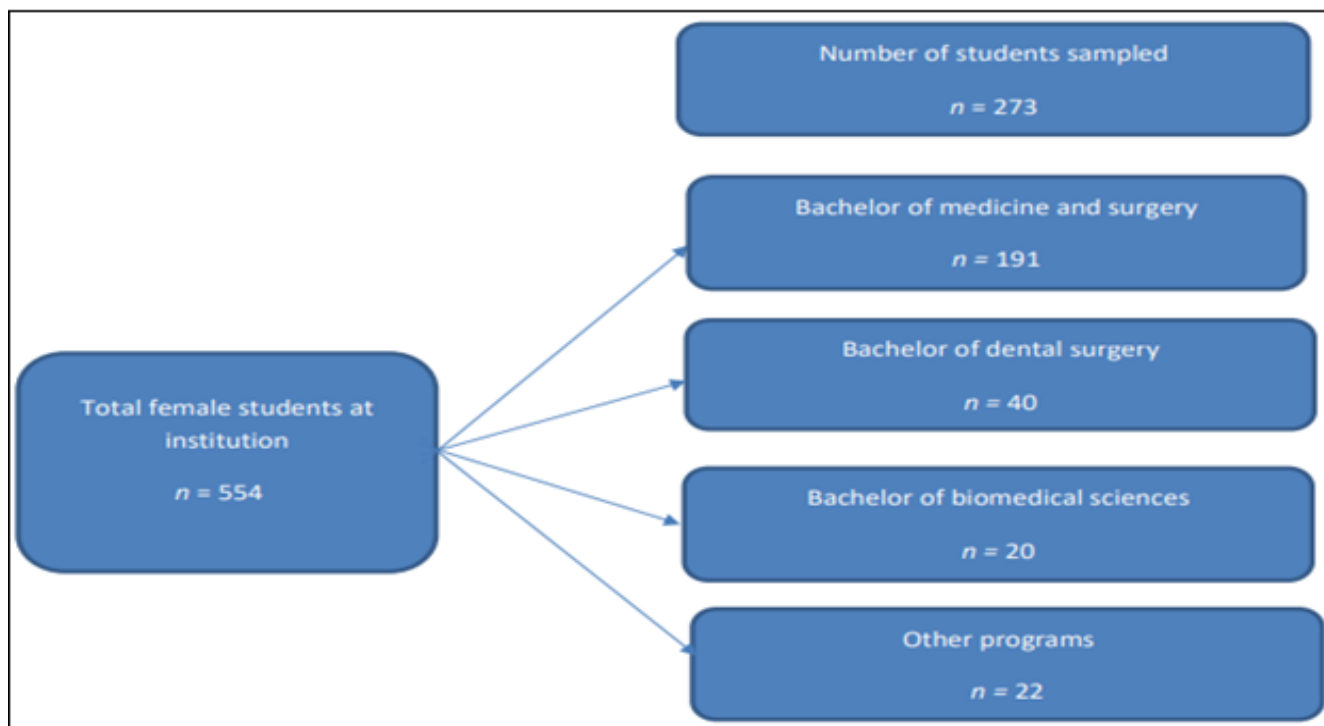 Number of students sampled
n = 273
Bachelor of medicine and surgery
n = 191
Bachelor of dental surgery
n = 40
Total female students at
institution
n = 554
Bachelor of biomedical sciences
n = 20
Other programs
n = 22